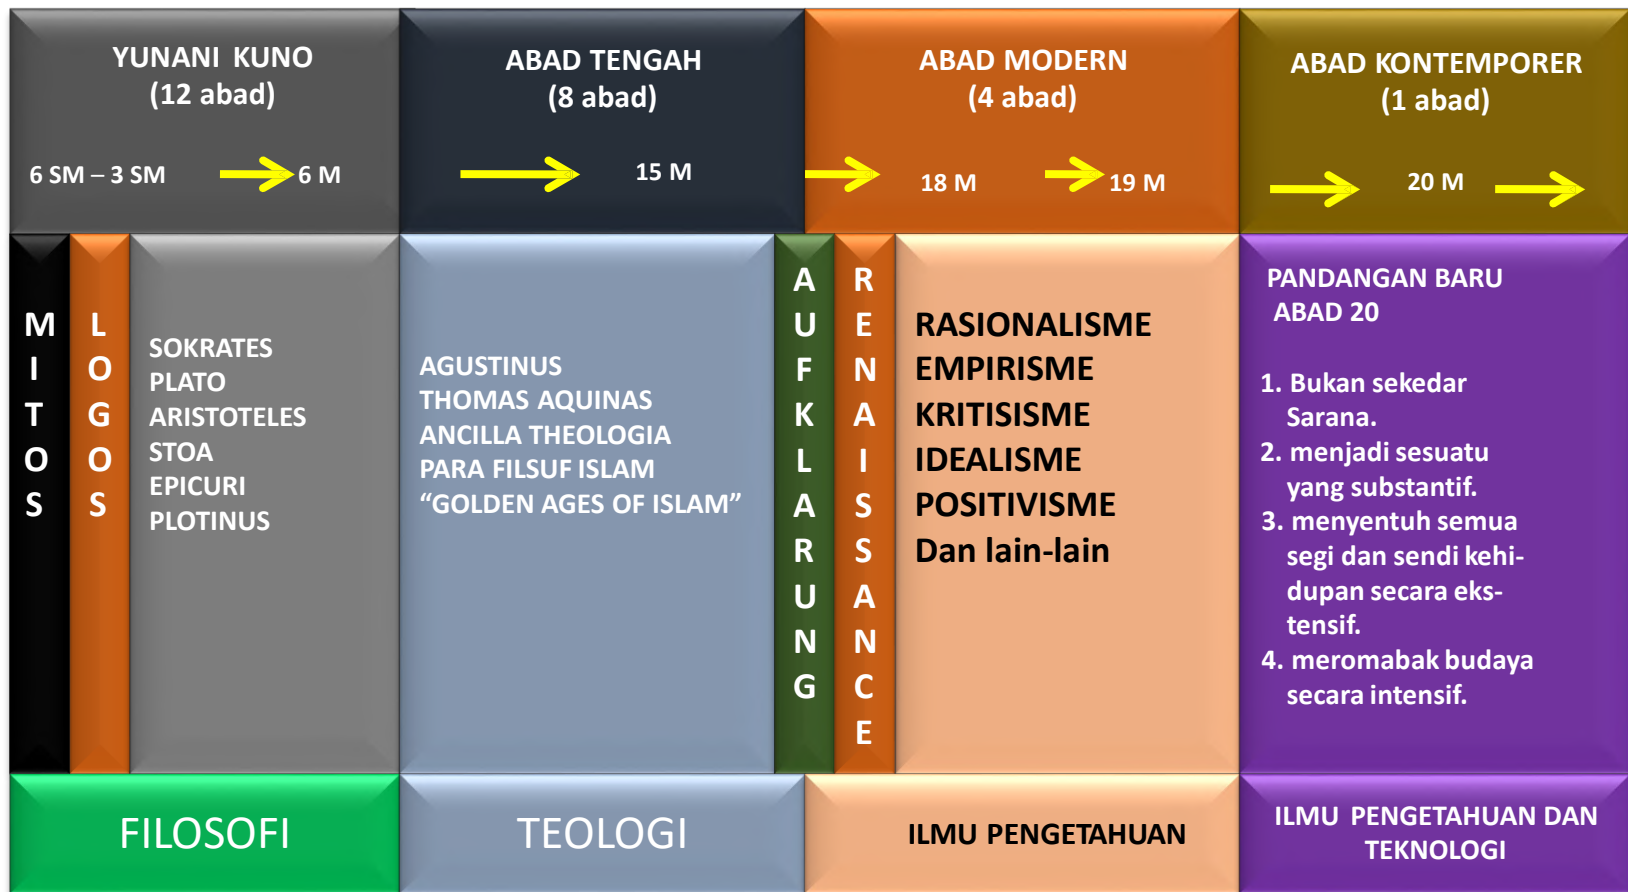 YUNANI KUNO
(12 abad)
6 SM – 3 SM
6 M
ABAD TENGAH
(8 abad)
15 M
ABAD MODERN
(4 abad)
18 M
19 M
ABAD KONTEMPORER
(1 abad)
20 M
MITOS
LOGOS
SOKRATES
PLATO
ARISTOTELES
STOA
EPICURI
PLOTINUS
AGUSTINUS
THOMAS AQUINAS
ANCILLA THEOLOGIA
PARA FILSUF ISLAM
“GOLDEN AGES OF ISLAM”
AUFKLARUNG
RENAISSANCE
RASIONALISME
EMPIRISME
KRITISISME
IDEALISME
POSITIVISME
Dan lain-lain
PANDANGAN BARU
ABAD 20
1. Bukan sekedar
Sarana.
2. menjadi sesuatu
yang substantif.
3. menyentuh semua
segi dan sendi kehi-
dupan secara eks-
tensif.
4. meromabak budaya
secara intensif.
FILOSOFI
TEOLOGI
ILMU PENGETAHUAN
ILMU PENGETAHUAN DAN
TEKNOLOGI